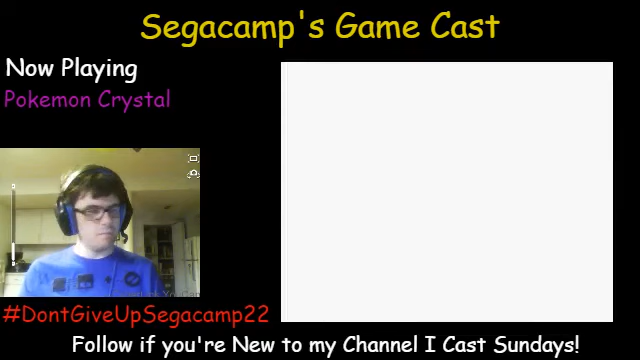 Segacamp's Game Cast
Now Playing
Pokemon Crystal
#DontGiveUpSegacamp22
Follow if you're New to my Channel I Cast Sundays!